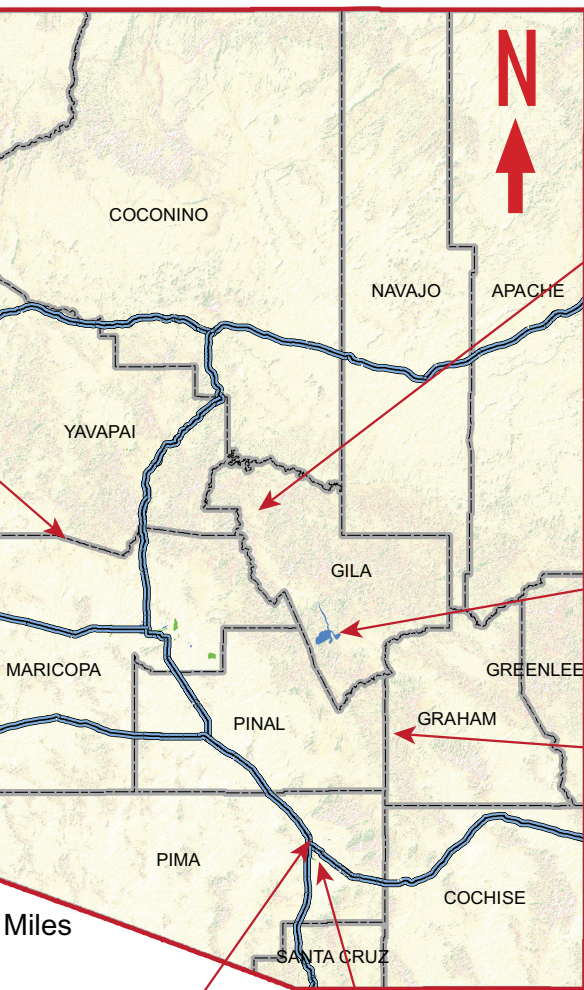 N
COCONINO
NAVAJO
APACHE
YAVAPAI
GILA
MARICOPA
GREENLEE
GRAHAM
PINAL
PIMA
COCHISE
Miles
SANTA CRUZ